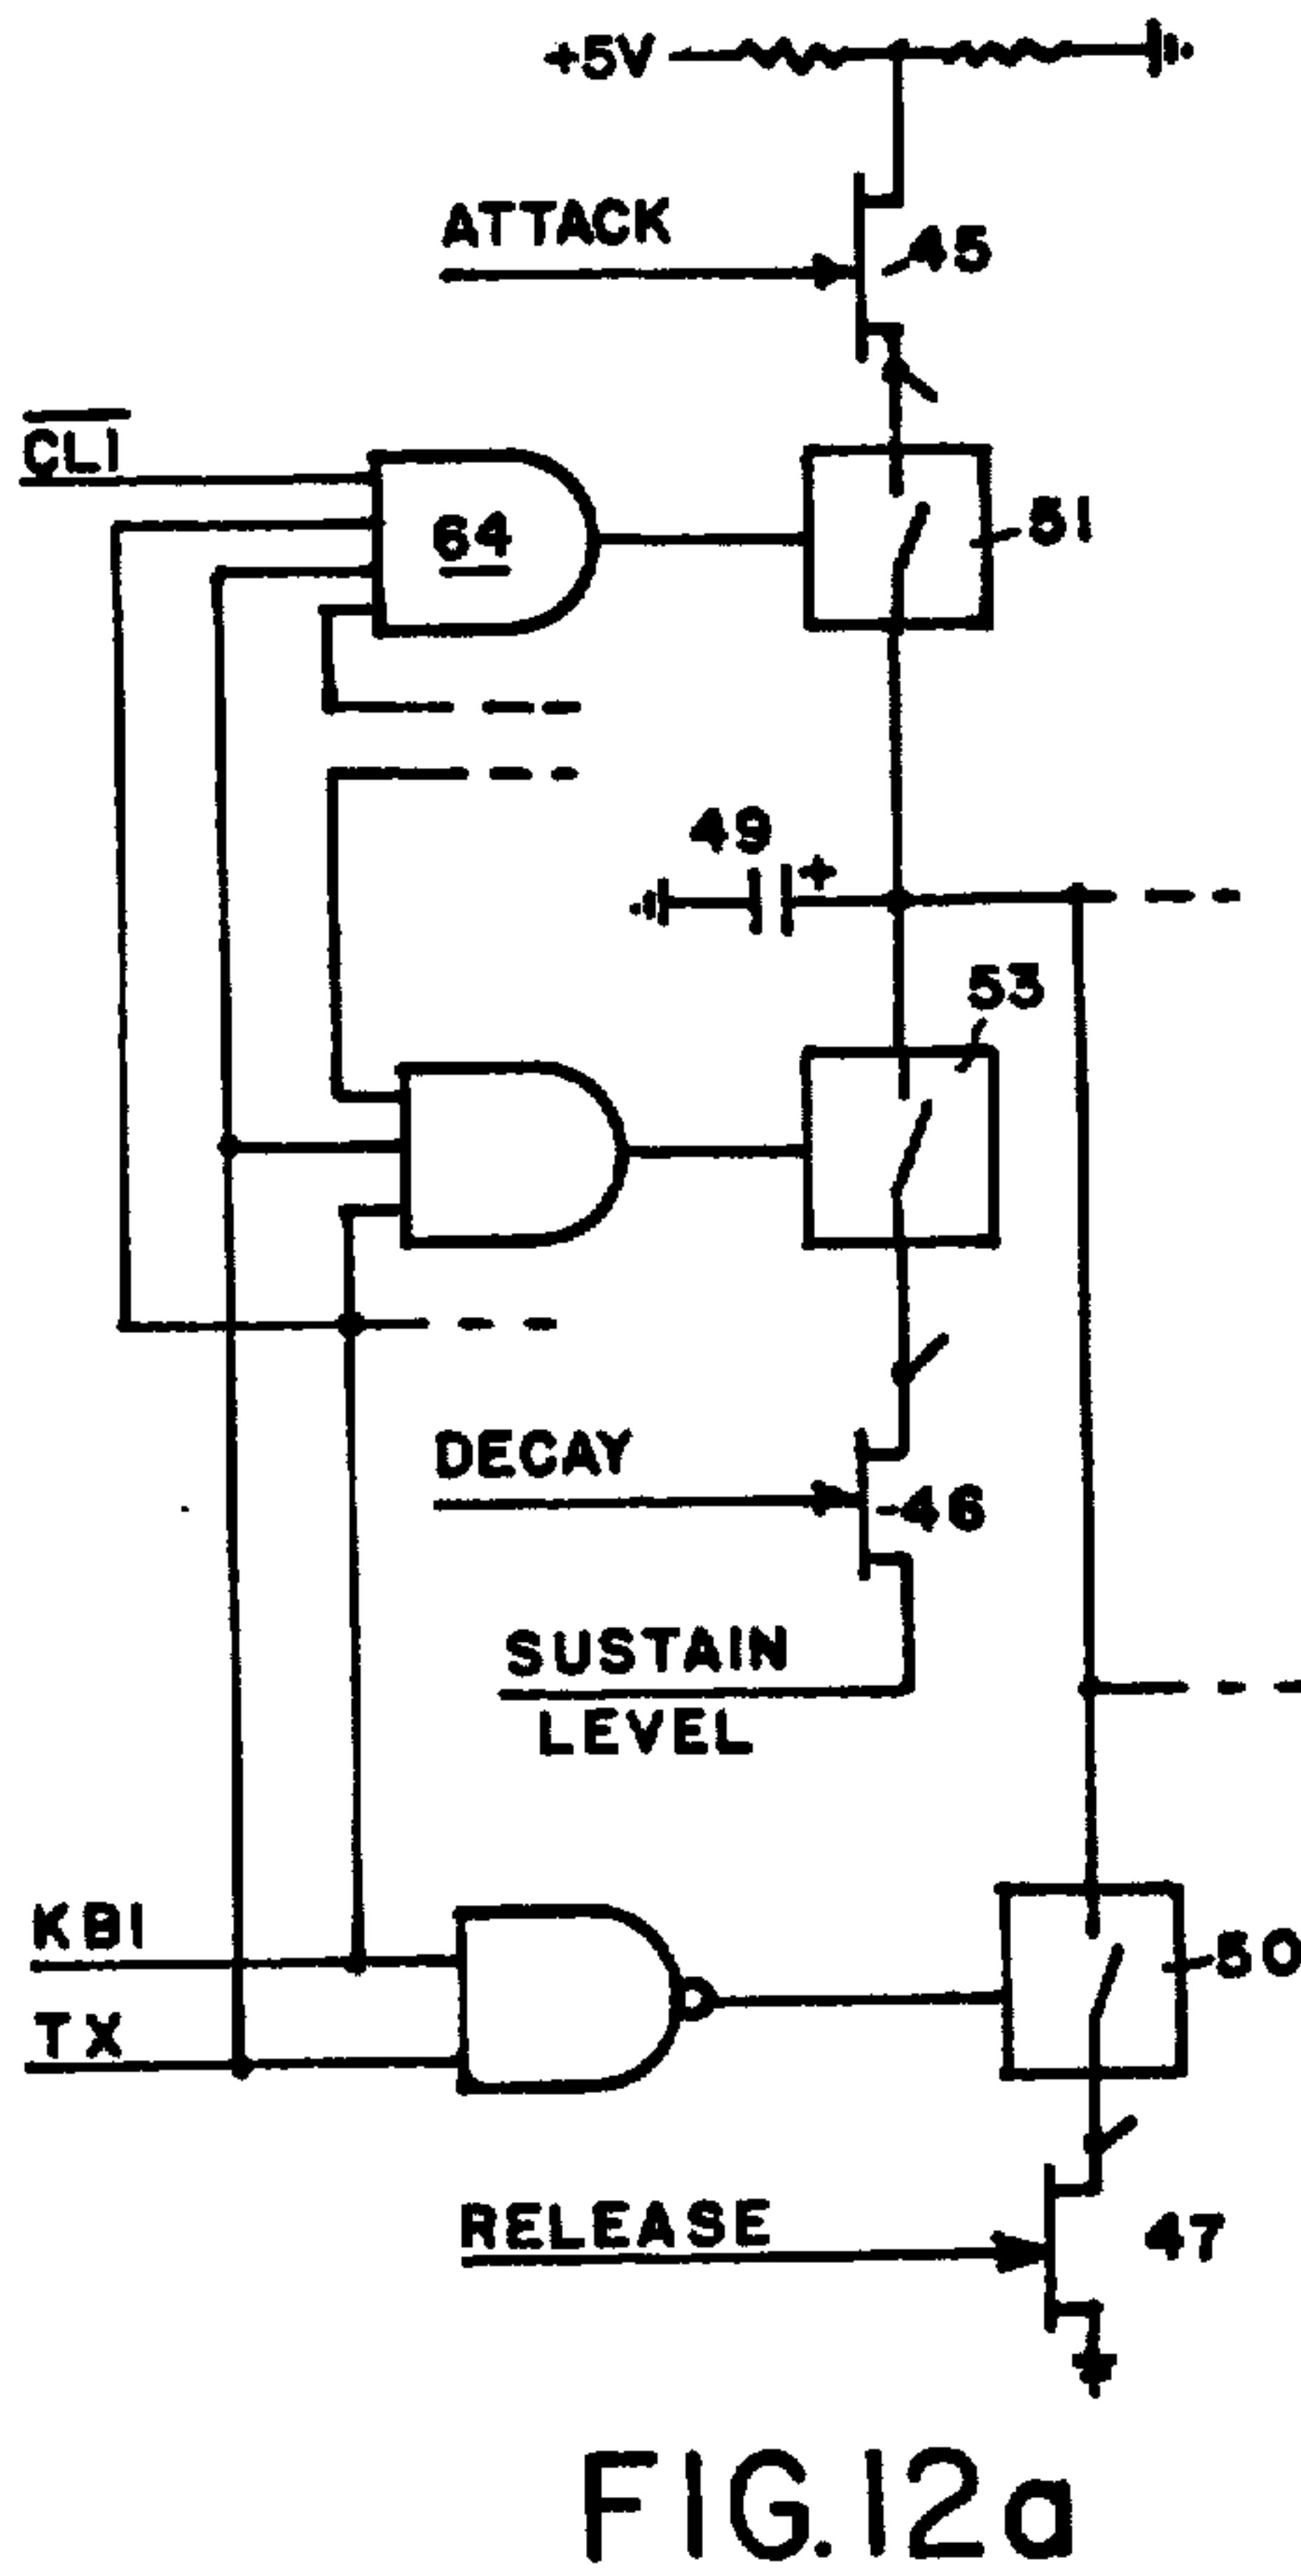 +5V
ATTACK
45
CLI
64
51
49
+
53
DECAY
46
SUSTAIN
LEVEL
KBI
TX
50
RELEASE
47
FIG.12a